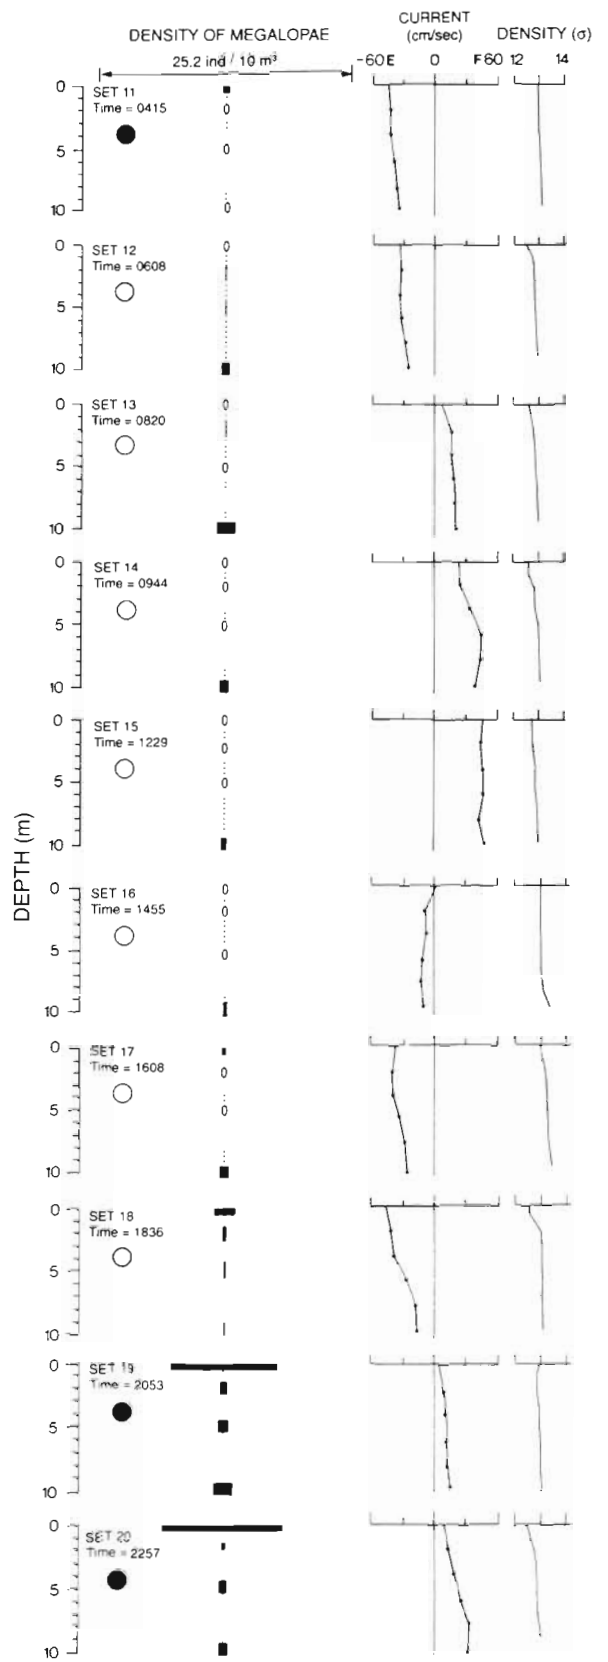 DENSITY OF MEGALOPAE
25.2 ind / 10 m³
CURRENT
(cm/sec)
-60 E 0 F 60
DENSITY (σ)
12 14
SET 11
Time = 0415
0
5
10
SET 12
Time = 0608
0
5
10
SET 13
Time = 0820
0
5
10
SET 14
Time = 0944
0
5
10
SET 15
Time = 1229
0
5
10
DEPTH (m)
SET 16
Time = 1455
0
5
10
SET 17
Time = 1608
0
5
10
SET 18
Time = 1836
0
5
10
SET 19
Time = 2053
0
5
10
SET 20
Time = 2257
0
5
10